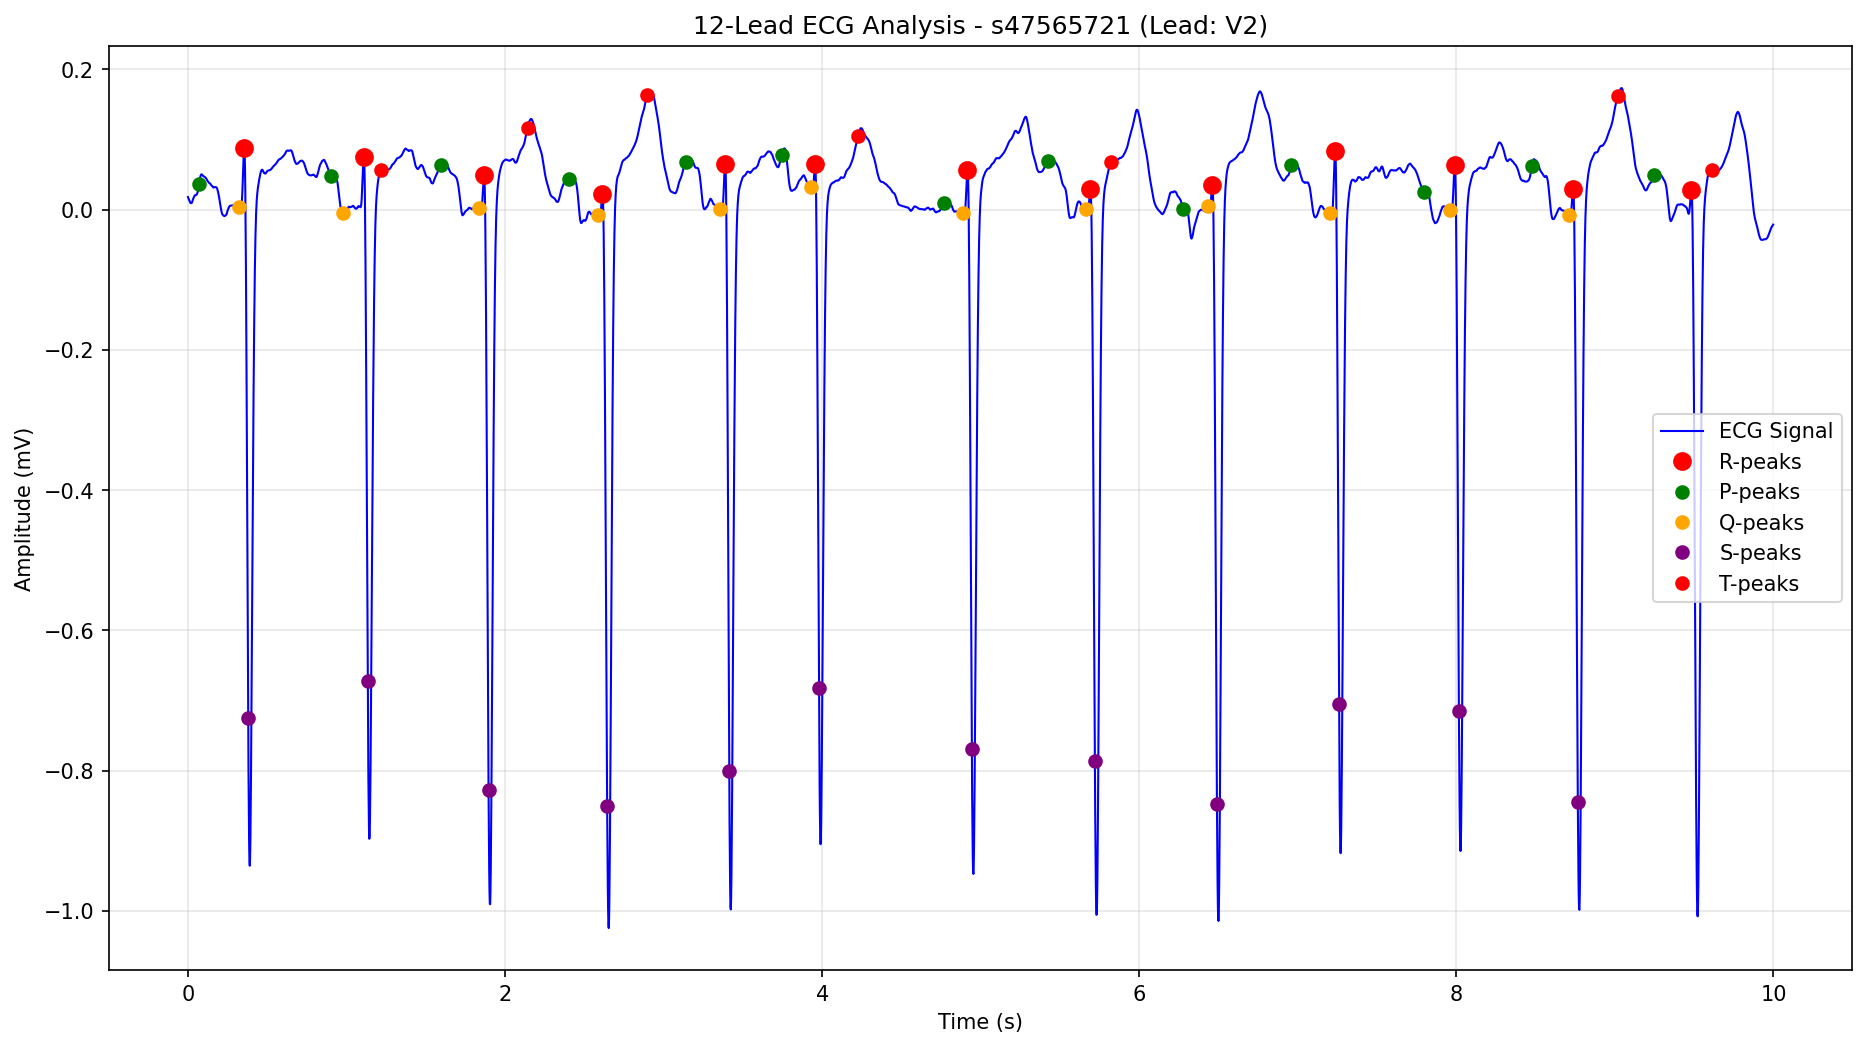 12-Lead ECG Analysis - s47565721 (Lead: V2)
Amplitude (mV)
0.2
0.0
−0.2
−0.4
−0.6
−0.8
−1.0
ECG Signal
R-peaks
P-peaks
Q-peaks
S-peaks
T-peaks
0 2 4 6 8 10
Time (s)